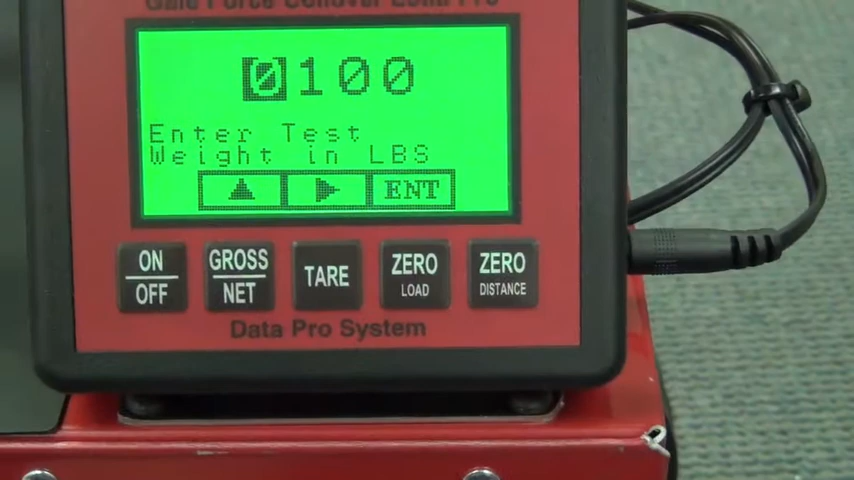 0100
Enter Test
Weight in LBS
▲ ▶ ENT
ON OFF
GROSS NET
TARE
ZERO LOAD
ZERO DISTANCE
Data Pro System